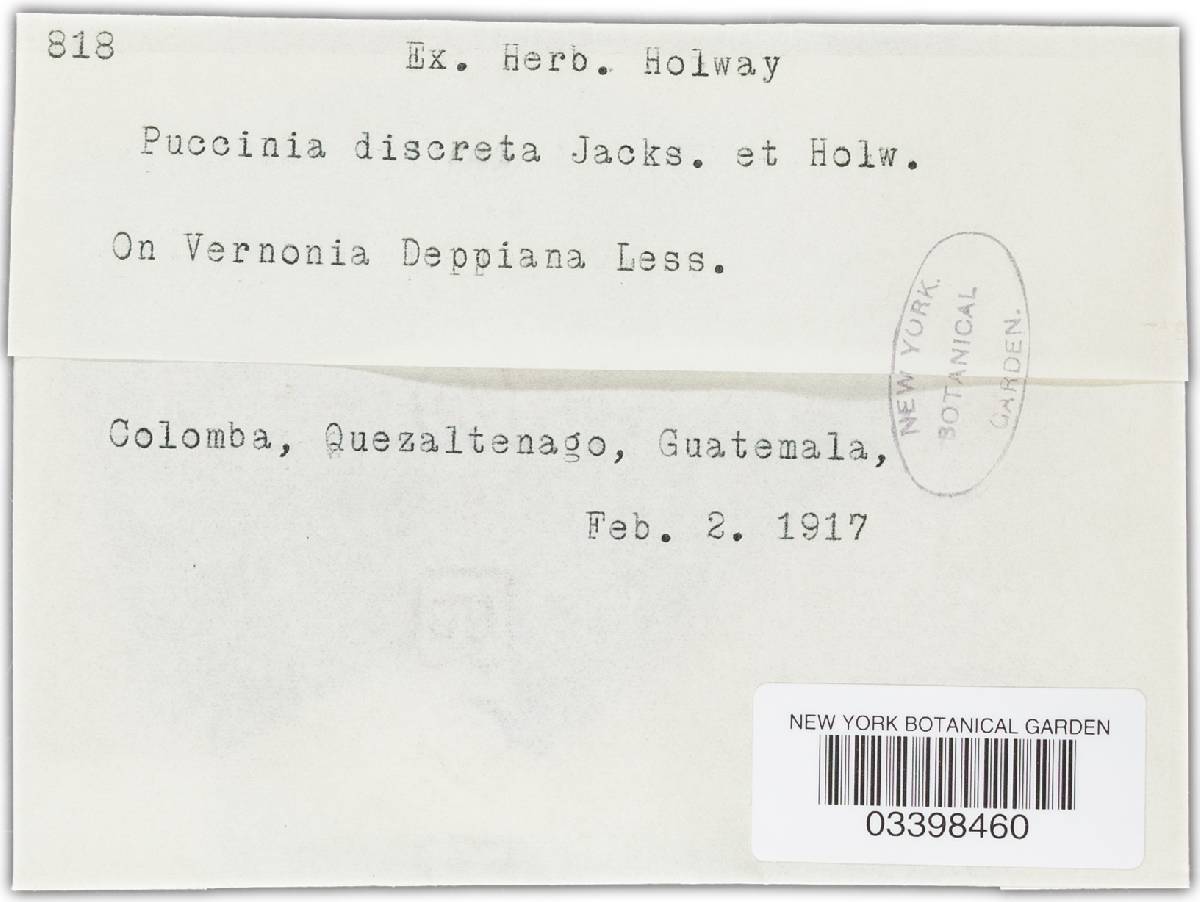 818
Ex. Herb. Holway
Puccinia discreta Jacks. et Holw.
On Vernonia Deppiana Less.
NEW YORK.
BOTANICAL
GARDEN.
Colomba, Quezaltenago, Guatemala,
Feb. 2. 1917
NEW YORK BOTANICAL GARDEN
03398460